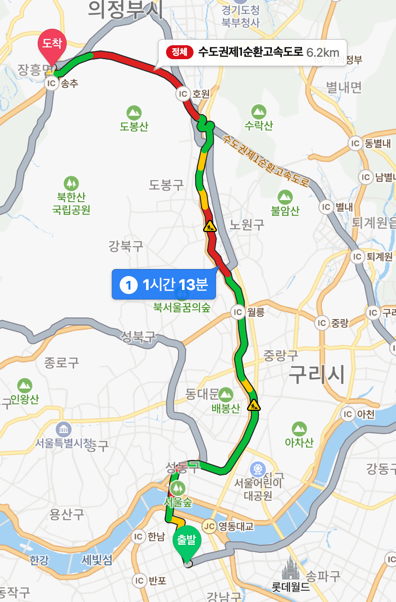 의정부시
경기도청
북부청사
도착
정체 수도권제1순환고속도로 6.2km
장흥면
IC 송추
IC 호원
별내면
도봉산
수락산
수도권제1순환고속도로
IC 동별내
IC 남별내
북한산
국립공원
도봉구
불암산
IC 별내
노원구
퇴계원읍
강북구
IC 퇴계원
1 1시간 13분
북서울꿈의숲
IC 월릉
IC 중랑
IC 구리
성북구
종로구
중랑구
구리시
인왕산
동대문
배봉산
IC 아천
서울특별시청
아차산
성동구
서울어린이
대공원
강동구
서울숲
용산구
JC 영동대교
IC 한남
출발
한강 세빛섬
IC 반포
송파구
롯데월드
동작구
강남구